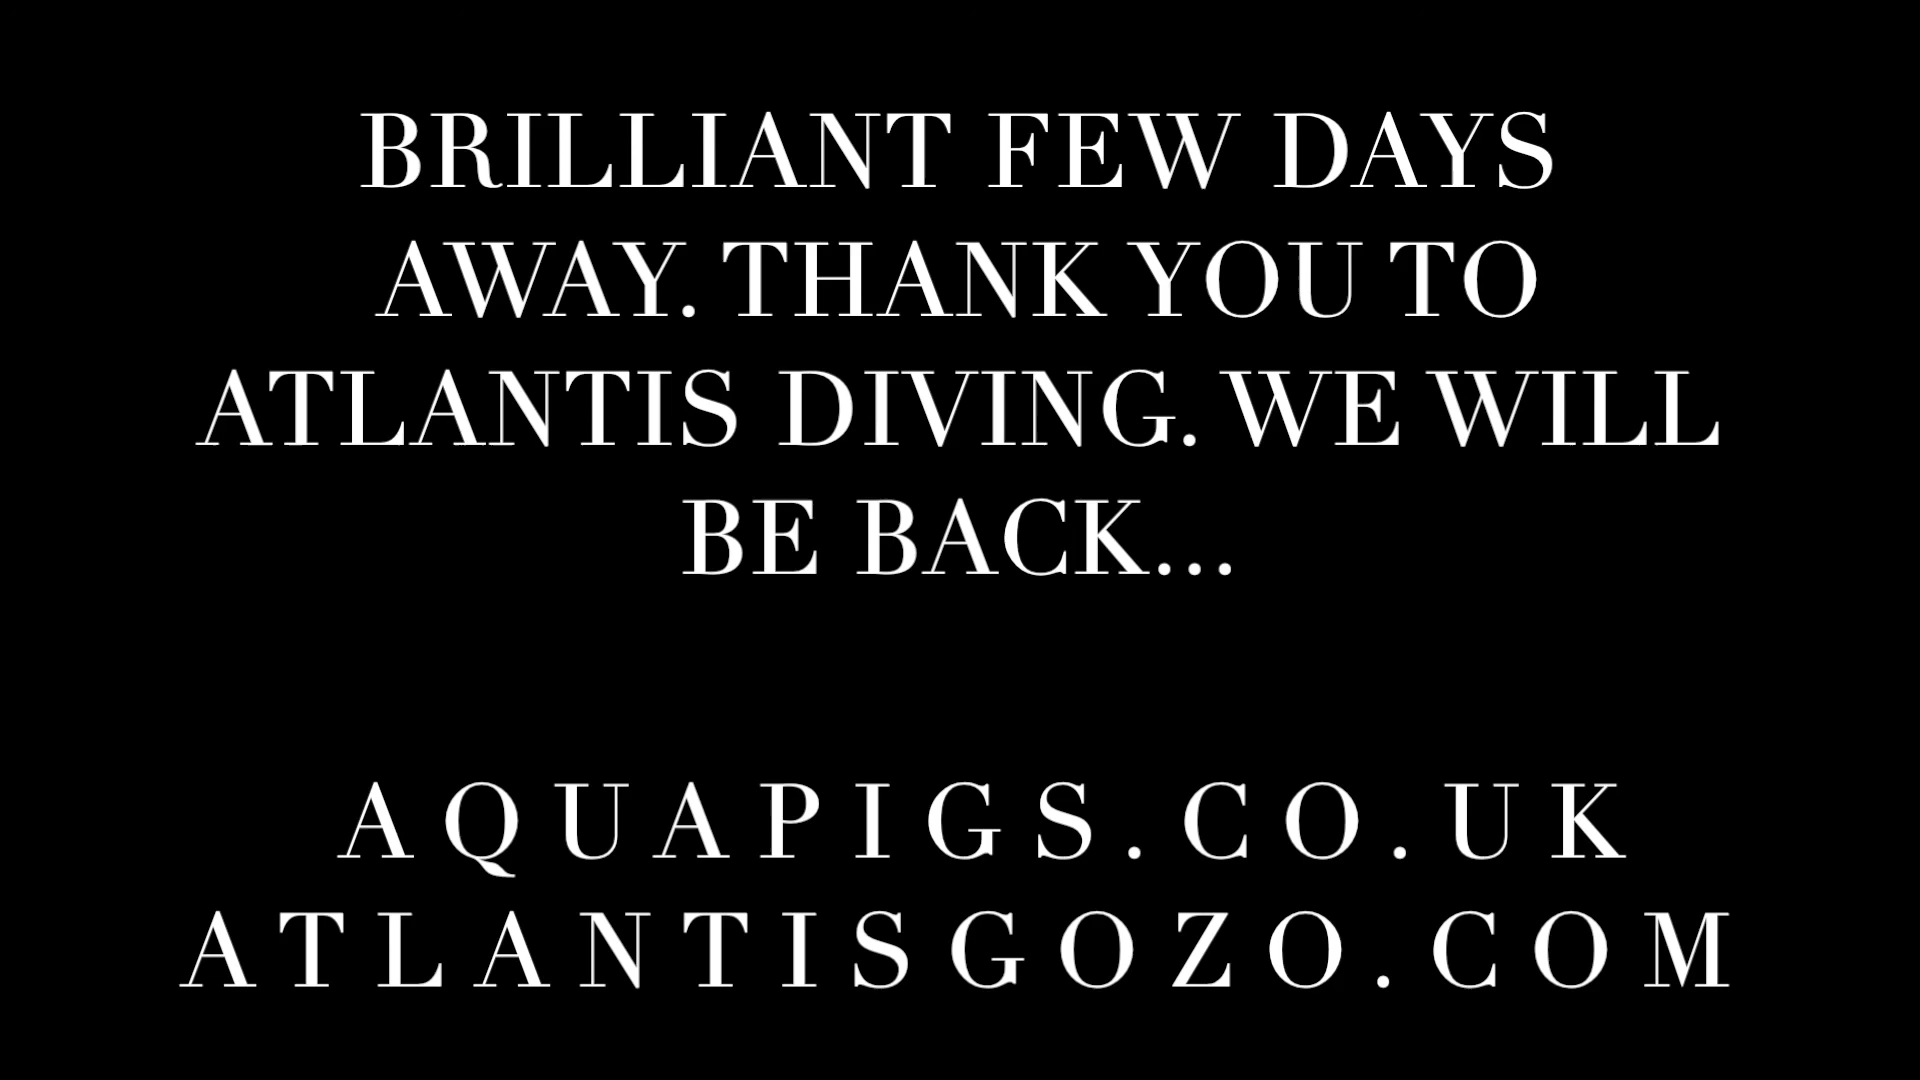 BRILLIANT FEW DAYS
AWAY. THANK YOU TO
ATLANTIS DIVING. WE WILL
BE BACK...
AQUAPIGS.CO.UK
ATLANTISGOZO.COM